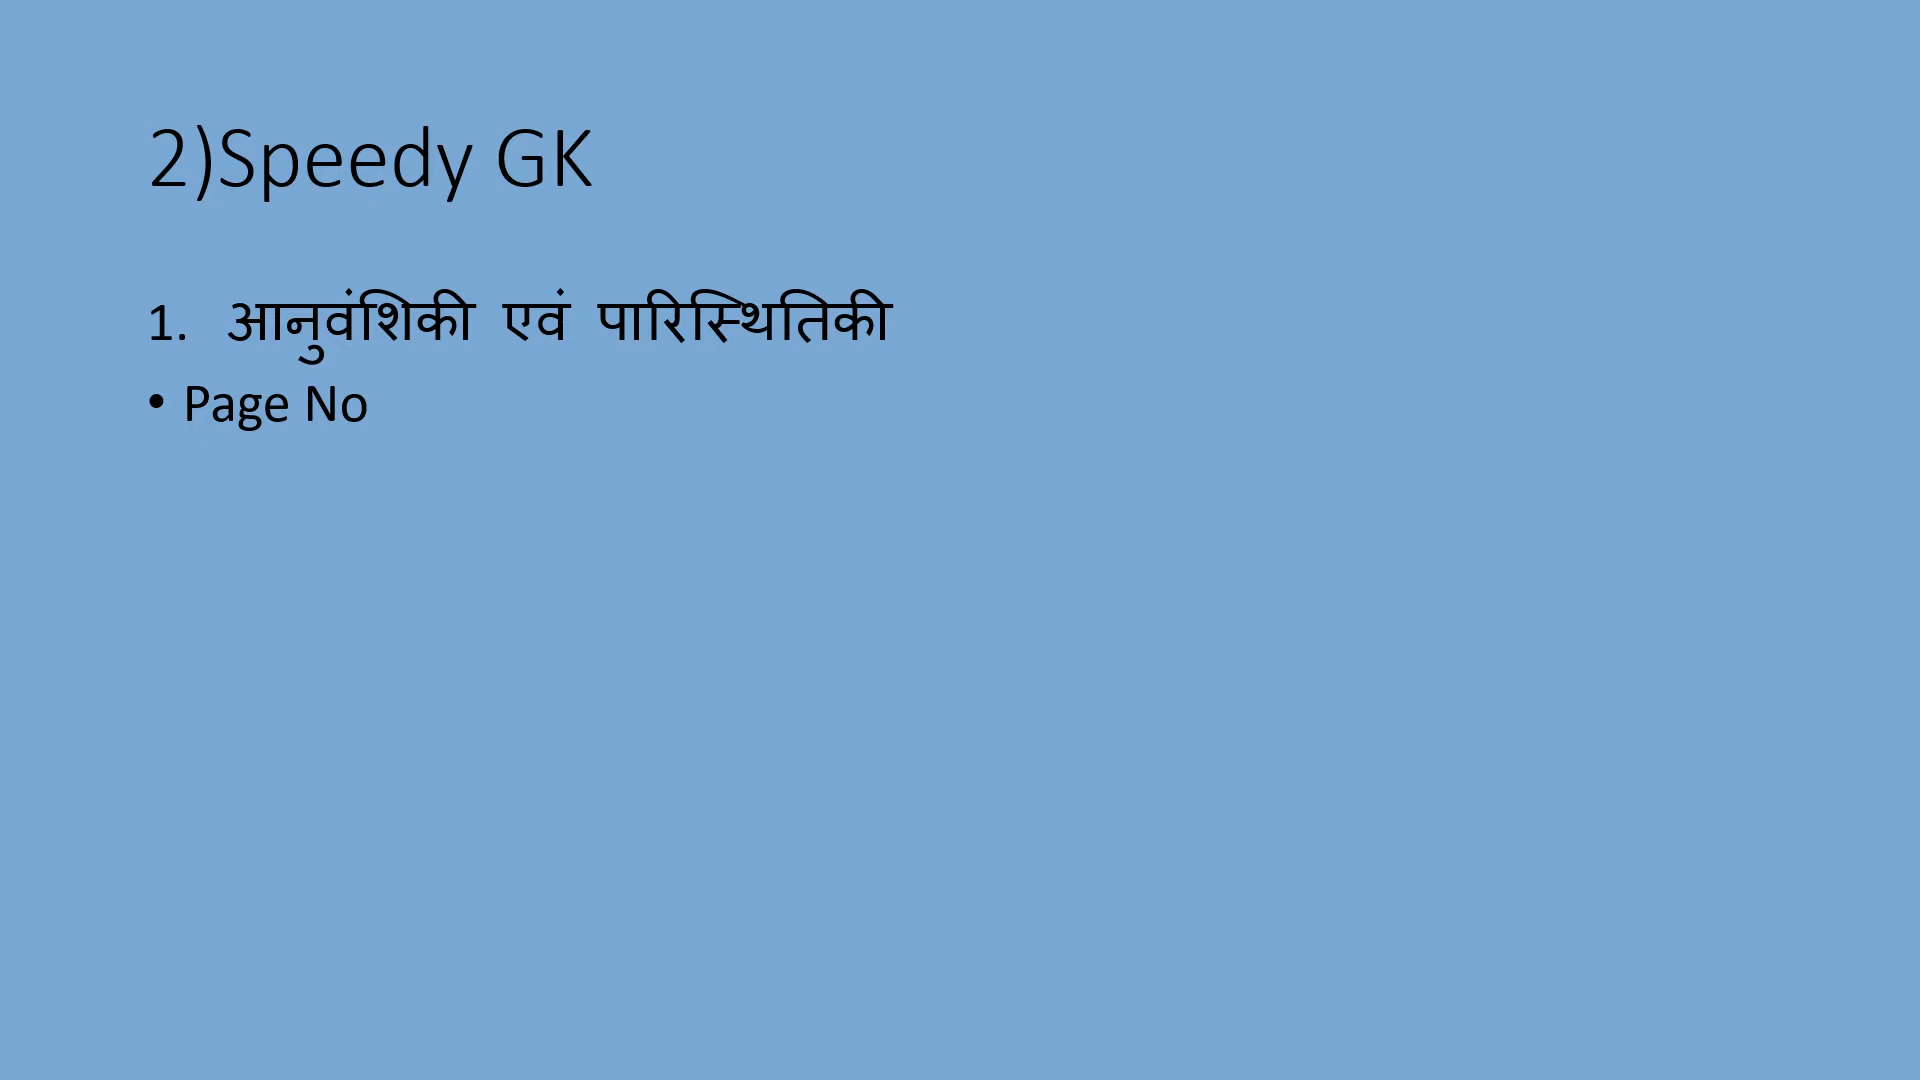 2)Speedy GK
1. आनुवंशिकी एवं पारिस्थितिकी
• Page No